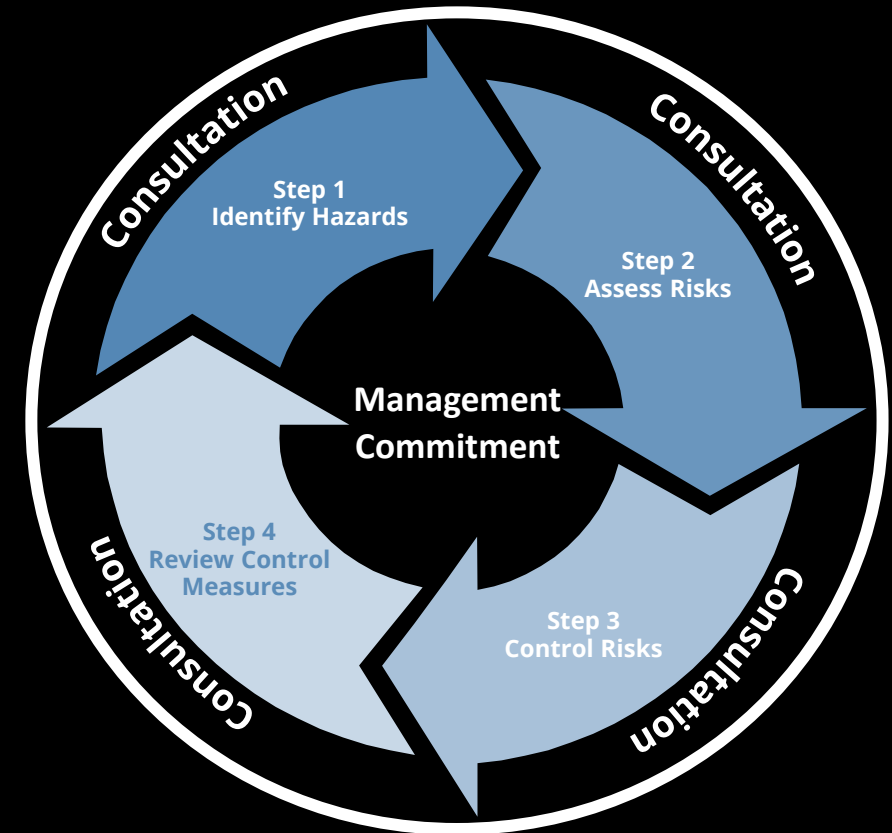 Consultation
Consultation
Step 1
Identify Hazards
Step 2
Assess Risks
Management
Commitment
Step 4
Review Control
Measures
Step 3
Control Risks
Consultation
Consultation